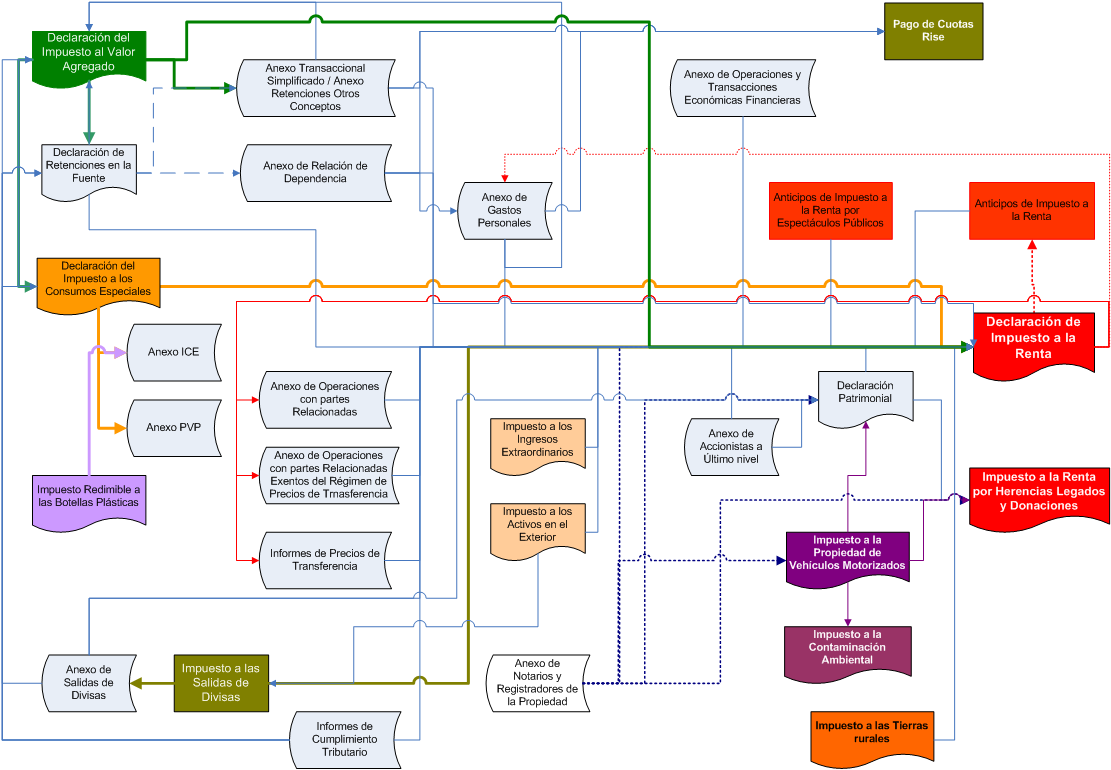 Declaración del
Impuesto al Valor
Agregado
Pago de Cuotas
Rise
Anexo Transaccional
Simplificado / Anexo
Retenciones Otros
Conceptos
Anexo de Operaciones y
Transacciones
Económicas Financieras
Declaración de
Retenciones en la
Fuente
Anexo de Relación de
Dependencia
Anexo de
Gastos
Personales
Anticipos de Impuesto a
la Renta por
Espectáculos Públicos
Anticipos de Impuesto a
la Renta
Declaración del
Impuesto a los
Consumos Especiales
Declaración de
Impuesto a la
Renta
Anexo ICE
Anexo de Operaciones
con partes
Relacionadas
Declaración
Patrimonial
Anexo PVP
Impuesto a los
Ingresos
Extraordinarios
Anexo de
Accionistas a
Último nivel
Anexo de Operaciones
con partes Relacionadas
Exentos del Régimen de
Precios de Trnasferencia
Impuesto Redimible a
las Botellas Plásticas
Impuesto a la Renta
por Herencias Legados
y Donaciones
Impuesto a los
Activos en el
Exterior
Informes de Precios de
Transferencia
Impuesto a la
Propiedad de
Vehículos Motorizados
Impuesto a la
Contaminación
Ambiental
Anexo de
Salidas de
Divisas
Impuesto a las
Salidas de
Divisas
Anexo de
Notarios y
Registradores de
la Propiedad
Informes de
Cumplimiento
Tributario
Impuesto a las Tierras
rurales